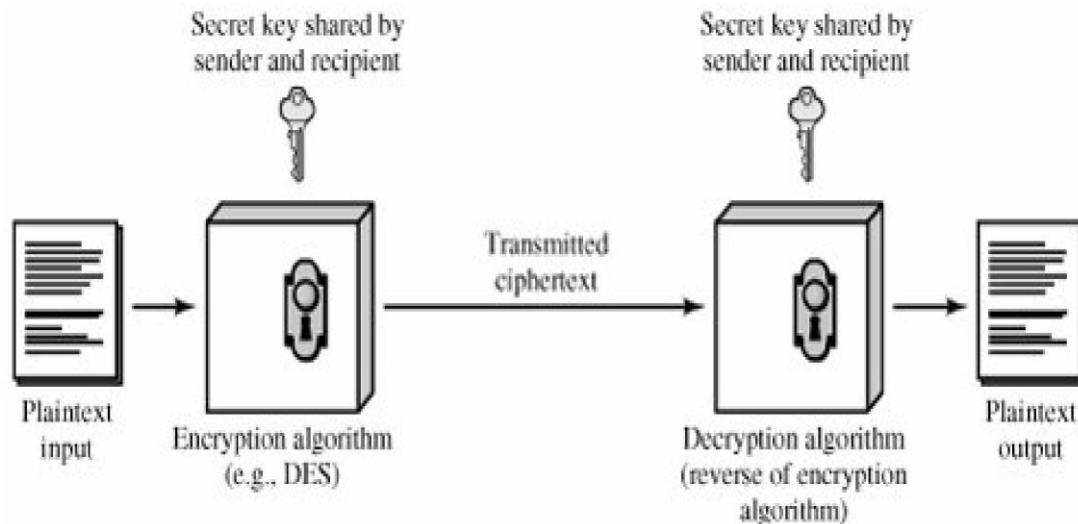 Secret key shared by
sender and recipient
Secret key shared by
sender and recipient
Transmitted
ciphertext
Plaintext
input
Encryption algorithm
(e.g., DES)
Decryption algorithm
(reverse of encryption
algorithm)
Plaintext
output